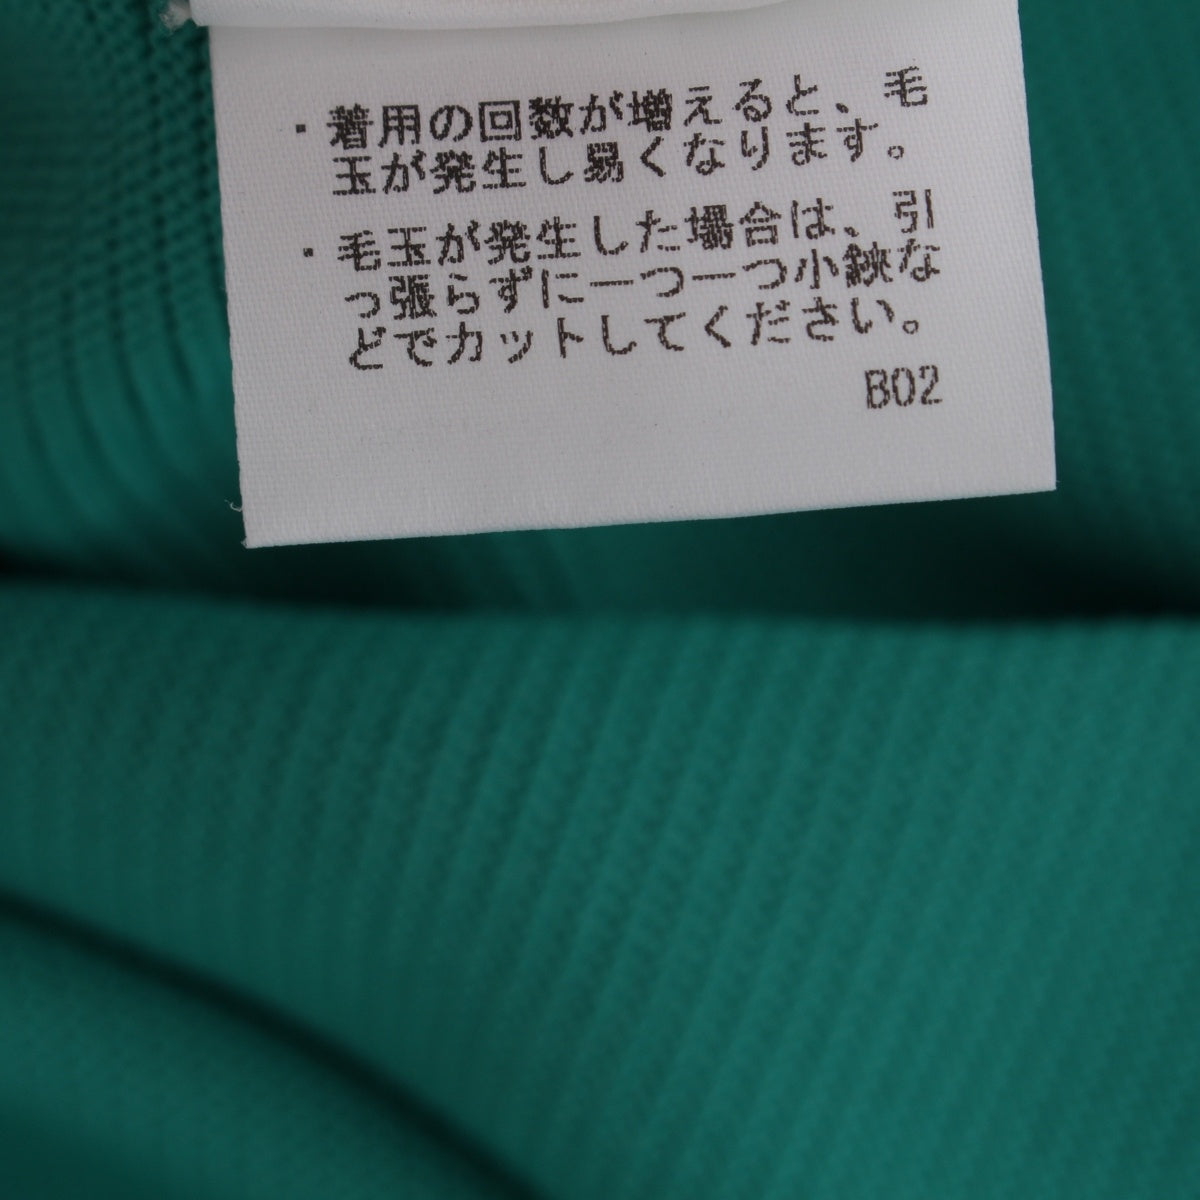 ・着用の回数が増えると、毛
玉が発生し易くなります。
・毛玉が発生した場合は、引
っ張らずに一つ一つ小鋏な
どでカットしてください。
B02